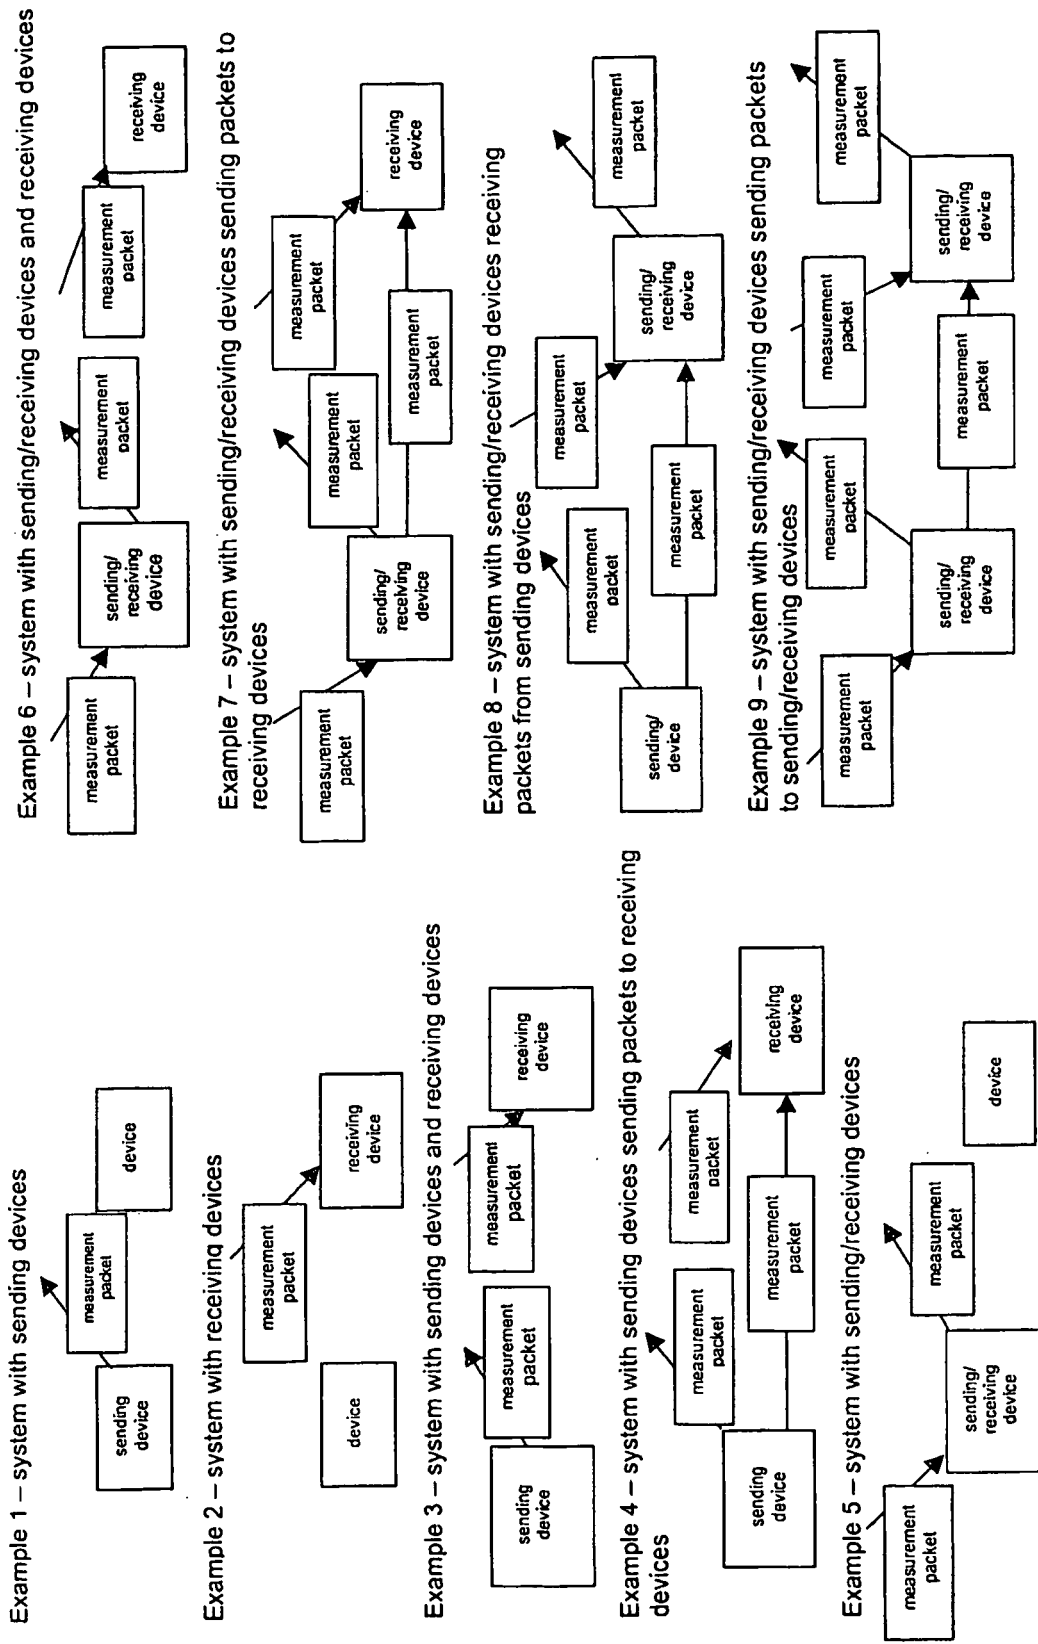 Example 1 – system with sending devices
sending
device
measurement
packet
device
Example 2 – system with receiving devices
device
measurement
packet
receiving
device
Example 3 – system with sending devices and receiving devices
sending
device
measurement
packet
measurement
packet
receiving
device
Example 4 – system with sending devices sending packets to receiving
devices
sending
device
measurement
packet
measurement
packet
measurement
packet
receiving
device
Example 5 – system with sending/receiving devices
measurement
packet
sending/
receiving
device
measurement
packet
device
Example 6 – system with sending/receiving devices and receiving devices
measurement
packet
sending/
receiving
device
measurement
packet
measurement
packet
receiving
device
Example 7 – system with sending/receiving devices sending packets to
receiving devices
measurement
packet
sending/
receiving
device
measurement
packet
measurement
packet
measurement
packet
receiving
device
Example 8 – system with sending/receiving devices receiving
packets from sending devices
sending/
device
measurement
packet
measurement
packet
measurement
packet
sending/
receiving
device
measurement
packet
Example 9 – system with sending/receiving devices sending packets
to sending/receiving devices
measurement
packet
sending/
receiving
device
measurement
packet
measurement
packet
measurement
packet
sending/
receiving
device
measurement
packet